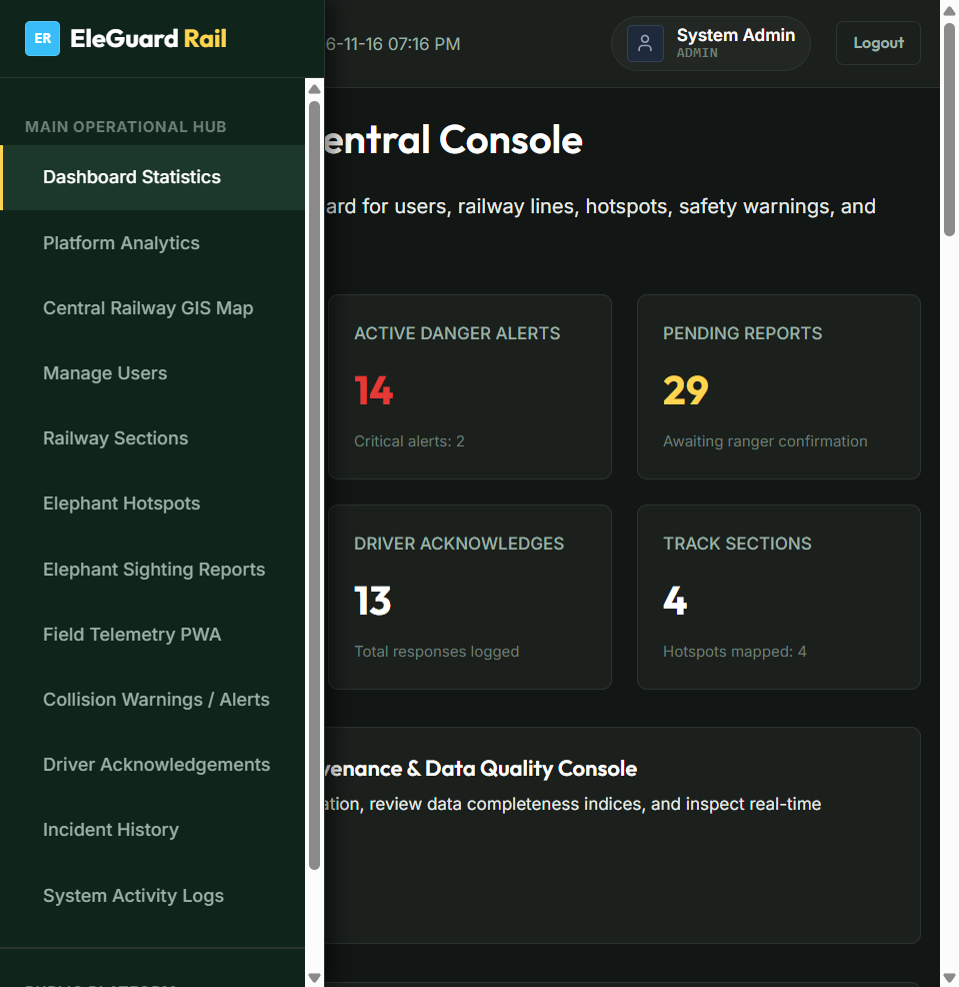 ER EleGuard Rail
MAIN OPERATIONAL HUB
Dashboard Statistics
Platform Analytics
Central Railway GIS Map
Manage Users
Railway Sections
Elephant Hotspots
Elephant Sighting Reports
Field Telemetry PWA
Collision Warnings / Alerts
Driver Acknowledgements
Incident History
System Activity Logs
6-11-16 07:16 PM
System Admin
ADMIN
Logout
entral Console
ard for users, railway lines, hotspots, safety warnings, and
ACTIVE DANGER ALERTS
14
Critical alerts: 2
PENDING REPORTS
29
Awaiting ranger confirmation
DRIVER ACKNOWLEDGES
13
Total responses logged
TRACK SECTIONS
4
Hotspots mapped: 4
venance & Data Quality Console
ation, review data completeness indices, and inspect real-time